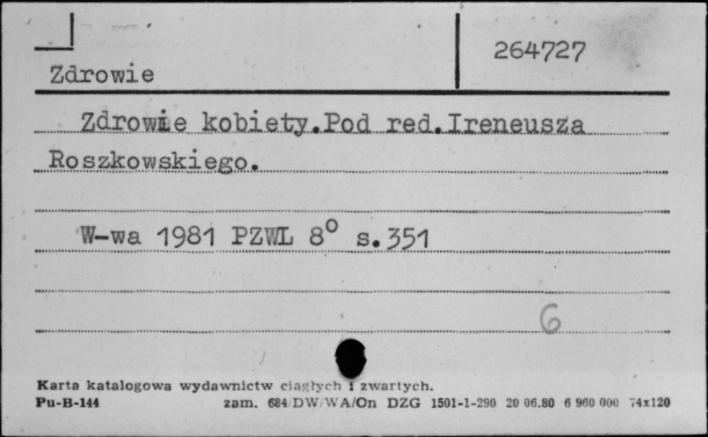 264727
Zdrowie
Zdrowie kobiety.Pod red.Ireneusza
Roszkowskiego.
W-wa 1981 PZWL 8° s.351
6
Karta katalogowa wydawnictw ciągłych i zwartych.
Pu-B-144 zam. 684/DW/WA/On DZG 1501-1-290 20 06.80 6 960 000 74x120